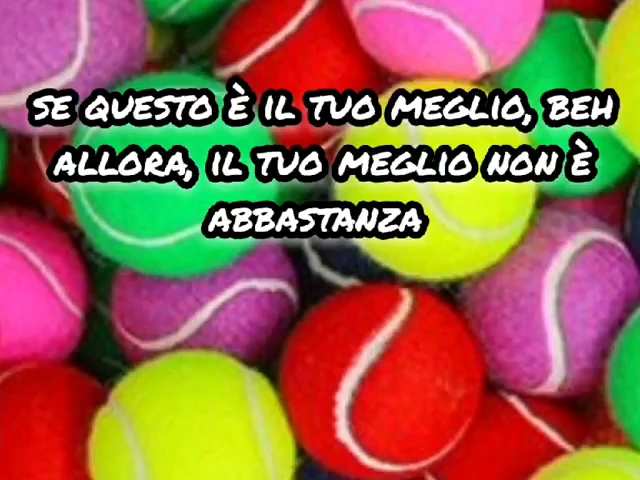 SE QUESTO È IL TUO MEGLIO, BEH
ALLORA, IL TUO MEGLIO NON È
ABBASTANZA